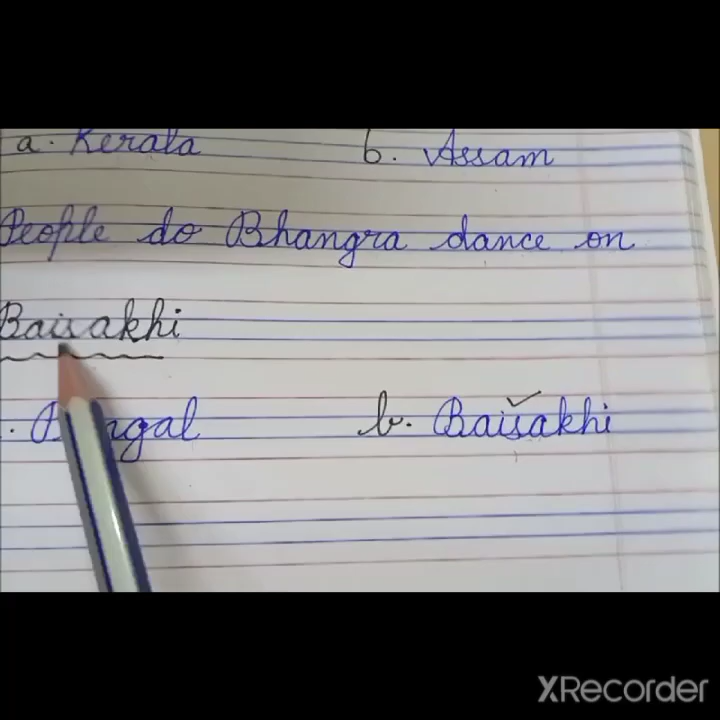 a. Kerala b. Assam
People do Bhangra dance on
Baisakhi
b. Baisakhi
XRecorder